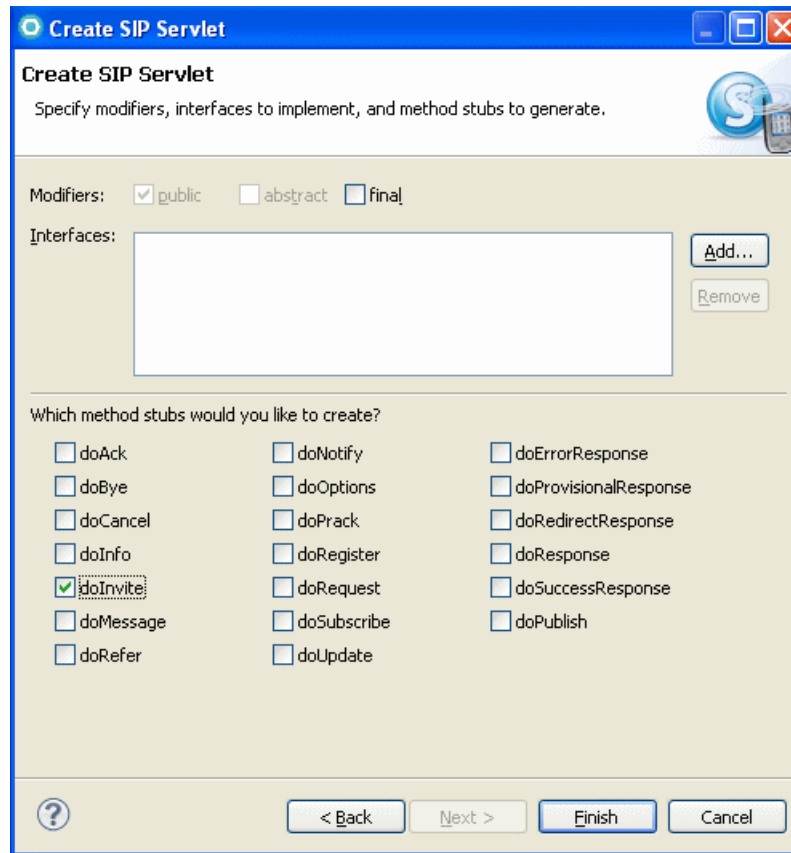 Create SIP Servlet
Create SIP Servlet
Specify modifiers, interfaces to implement, and method stubs to generate.
Modifiers: public abstract final
Interfaces:
Add...
Remove
Which method stubs would you like to create?
doAck doNotify doErrorResponse
doBye doOptions doProvisionalResponse
doCancel doPrack doRedirectResponse
doInfo doRegister doResponse
doInvite doRequest doSuccessResponse
doMessage doSubscribe doPublish
doRefer doUpdate
? < Back Next > Finish Cancel